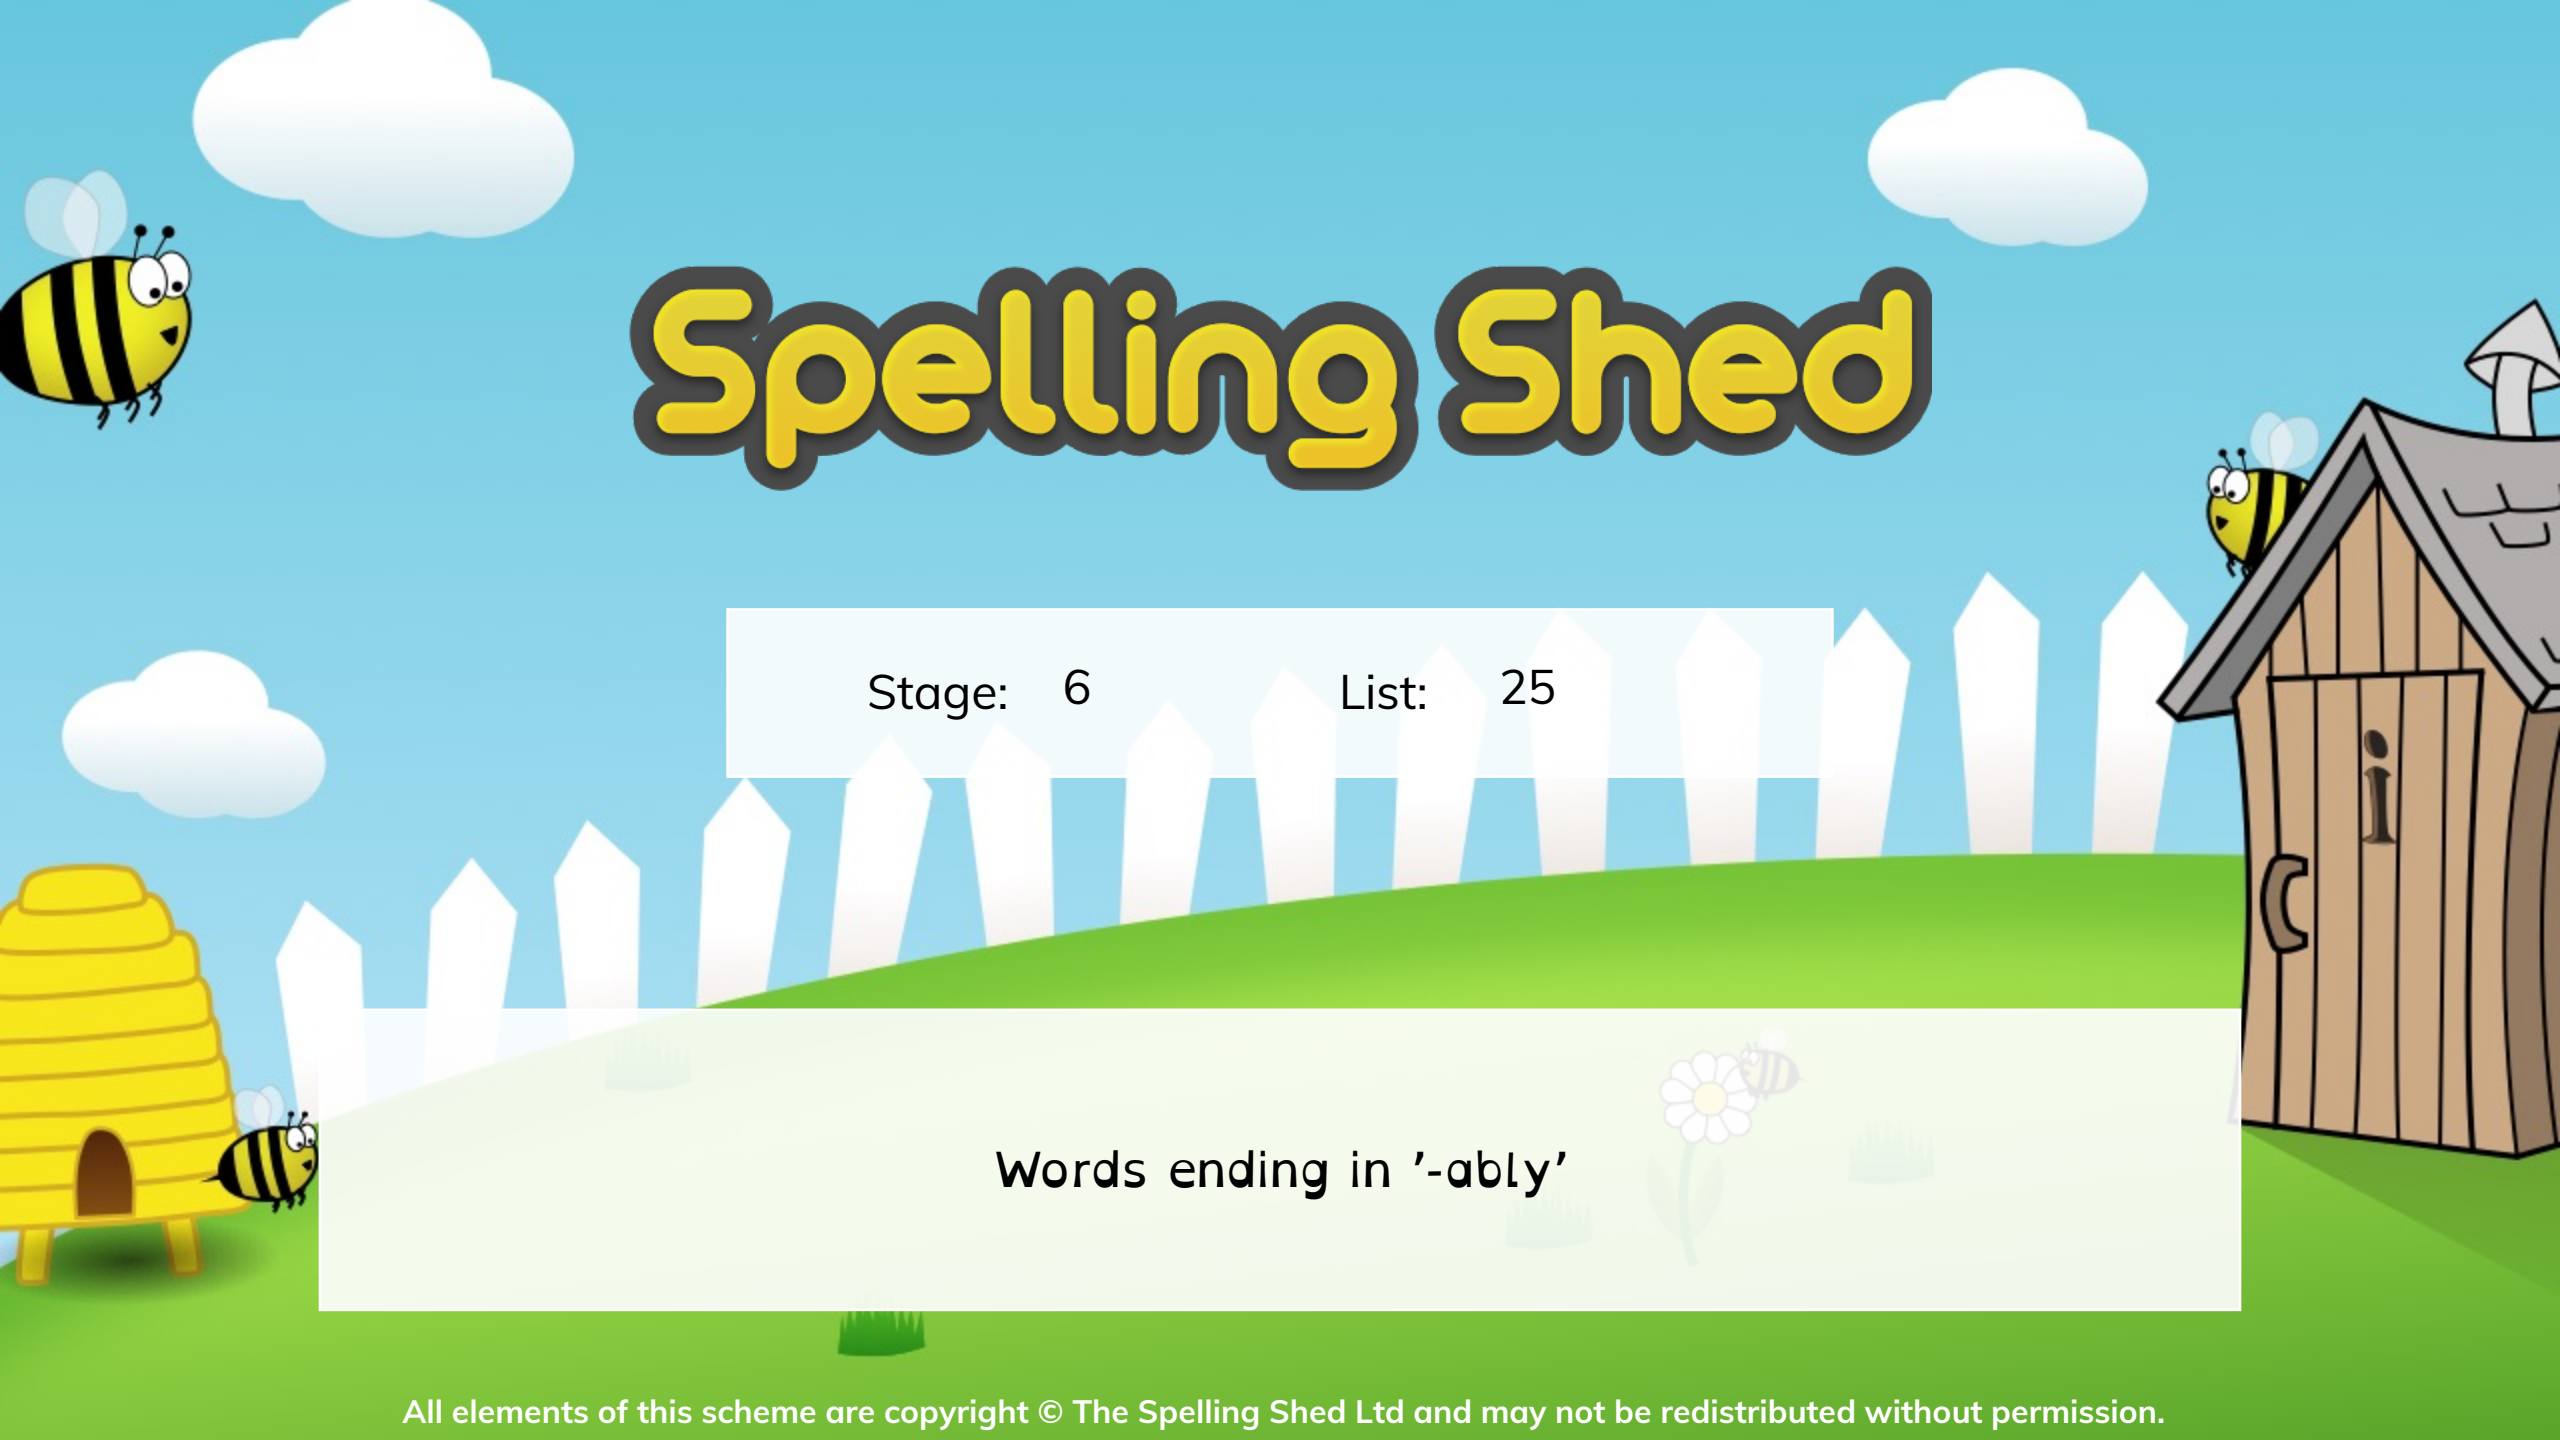 Spelling Shed
Stage: 6 List: 25
i
Words ending in '-ably'
All elements of this scheme are copyright © The Spelling Shed Ltd and may not be redistributed without permission.